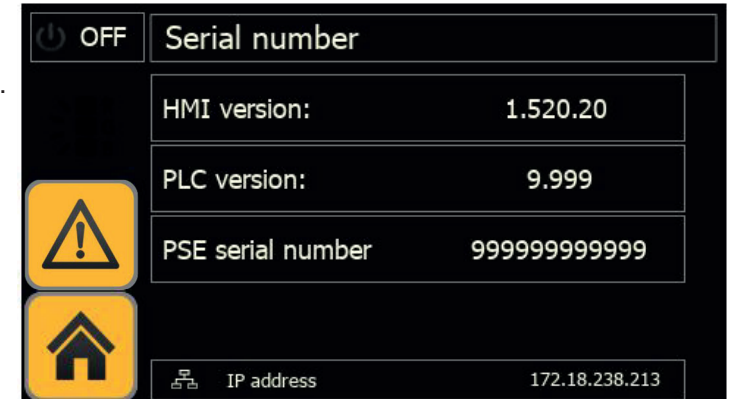 OFF Serial number
HMI version: 1.520.20
PLC version: 9.999
PSE serial number 999999999999
IP address 172.18.238.213